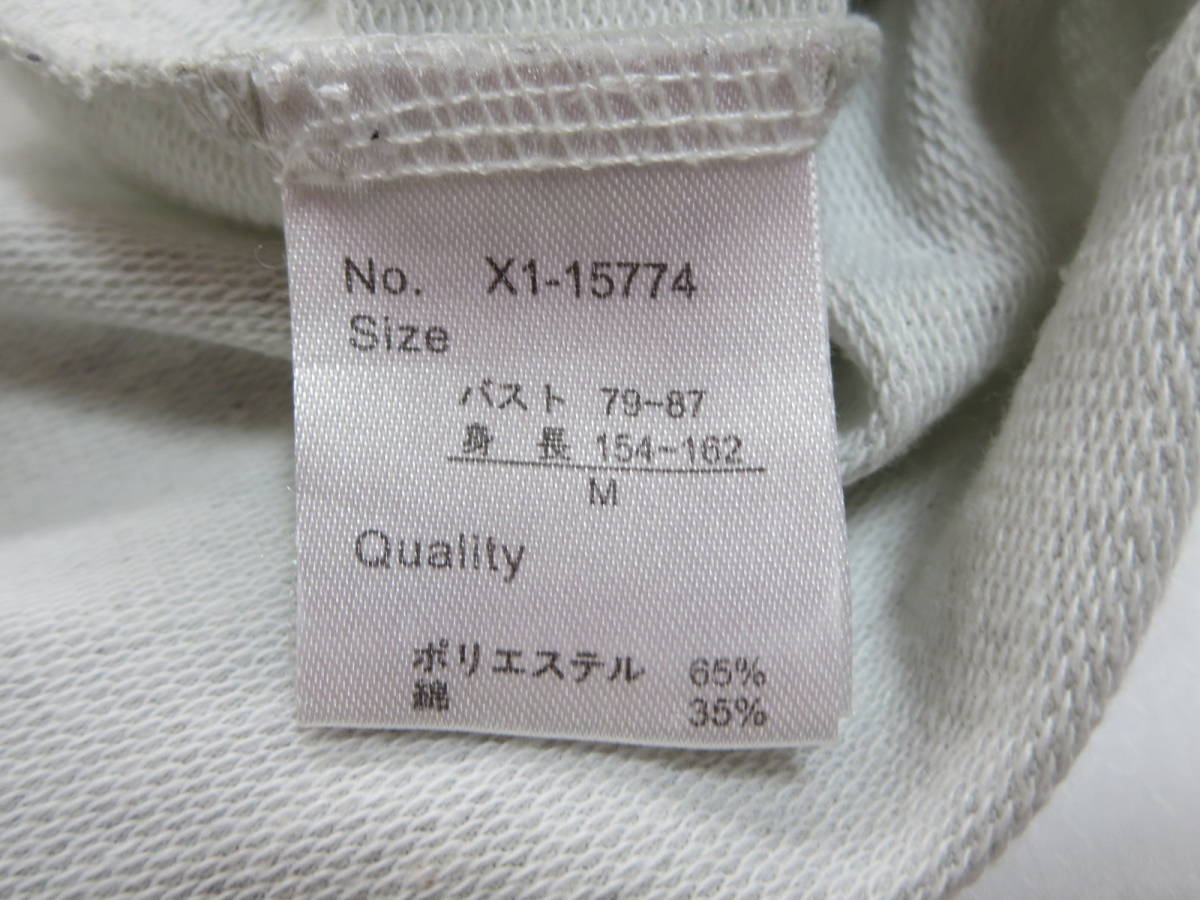 No. X1-15774
Size
バスト 79-87
身 長 154-162
M
Quality
ポリエステル 65%
綿 35%